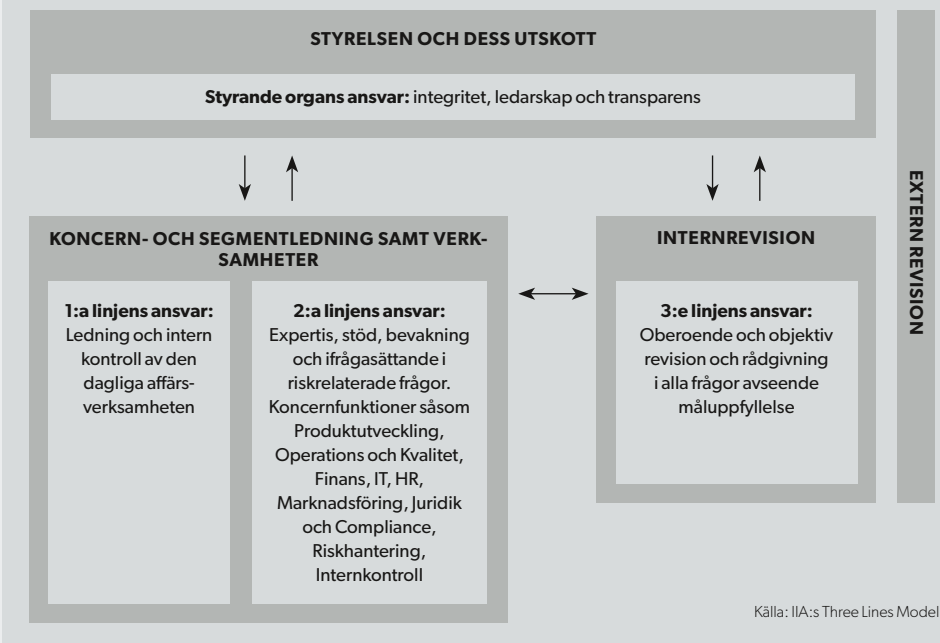 STYRELSEN OCH DESS UTSKOTT
Styrande organs ansvar: integritet, ledarskap och transparens
KONCERN- OCH SEGMENTLEDNING SAMT VERK-
SAMHETER
1:a linjens ansvar:
Ledning och intern
kontroll av den
dagliga affärs-
verksamheten
2:a linjens ansvar:
Expertis, stöd, bevakning
och ifrågasättande i
riskrelaterade frågor.
Koncernfunktioner såsom
Produktutveckling,
Operations och Kvalitet,
Finans, IT, HR,
Marknadsföring, Juridik
och Compliance,
Riskhantering,
Internkontroll
INTERNREVISION
3:e linjens ansvar:
Oberoende och objektiv
revision och rådgivning
i alla frågor avseende
måluppfyllelse
EXTERN REVISION
Källa: IIA:s Three Lines Model